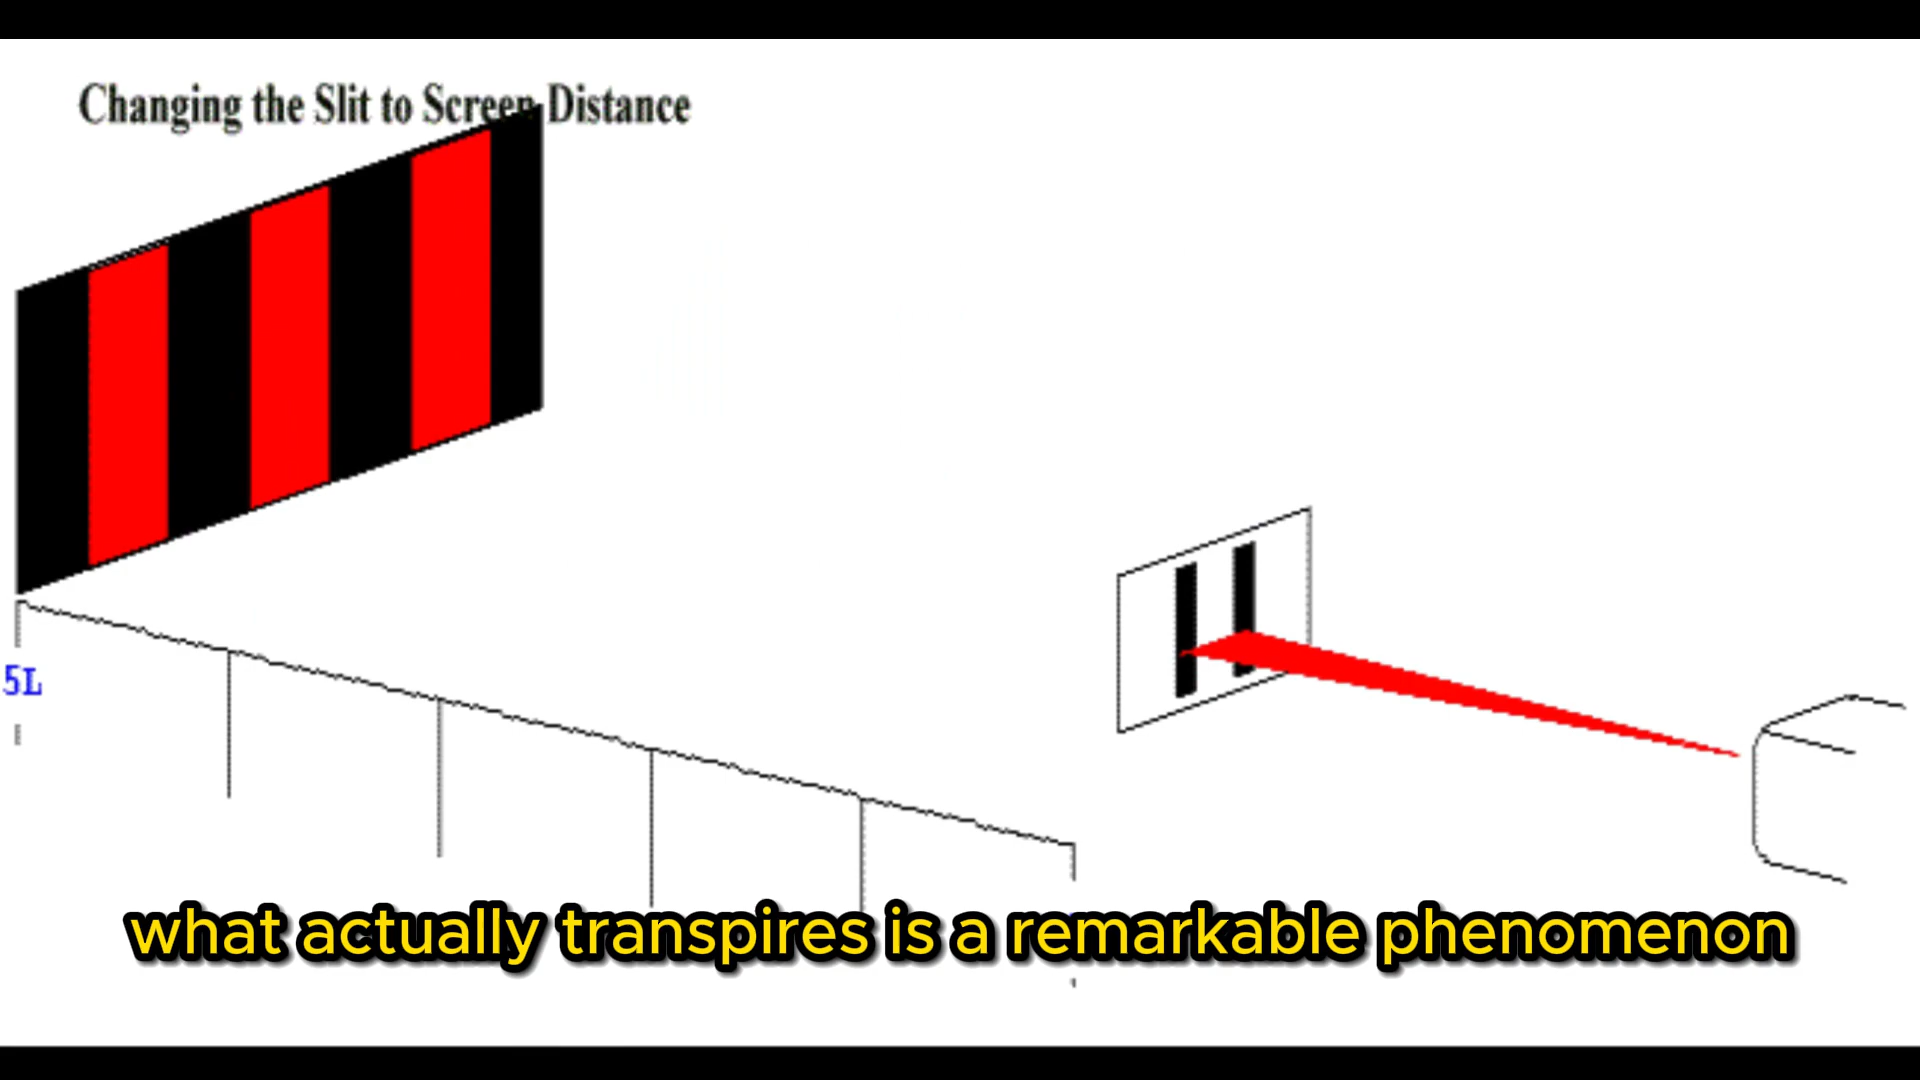 Changing the Slit to Screen Distance
5L
what actually transpires is a remarkable phenomenon